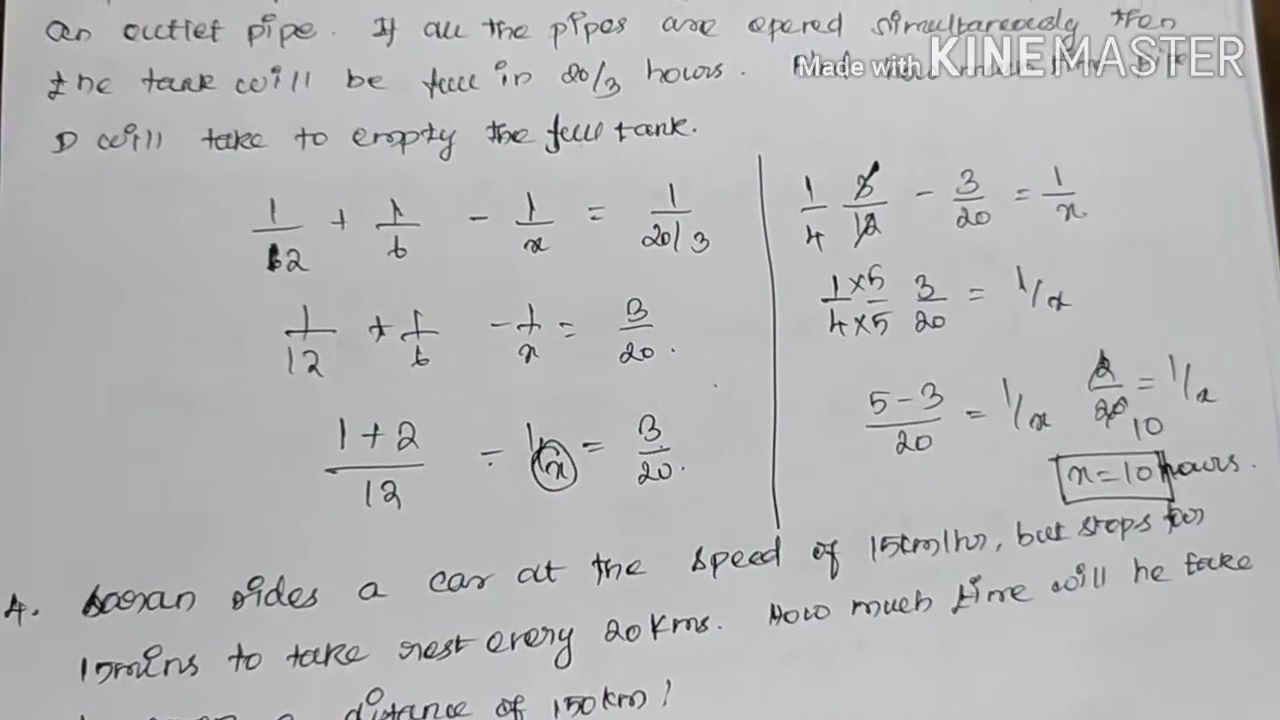 an outlet pipe. If all the pipes are opened simultaneously then
the tank will be full in 20/3 hours.
Made with KINEMASTER
D will take to empty the full tank.
1/12 + 1/6 - 1/x = 1/20/3
1/12 + 1/6 - 1/x = 3/20.
1+2/12 - 1/x = 3/20.
1/4 3/12 - 3/20 = 1/x
1×5/4×5 - 3/20 = 1/x
5-3/20 = 1/x 2/20 = 1/x
10
x=10 hours.
4. rides a car at the speed of 15km/hr, but stops for
15mins to take rest every 20Kms. How much time will he take
a distance of 150km?